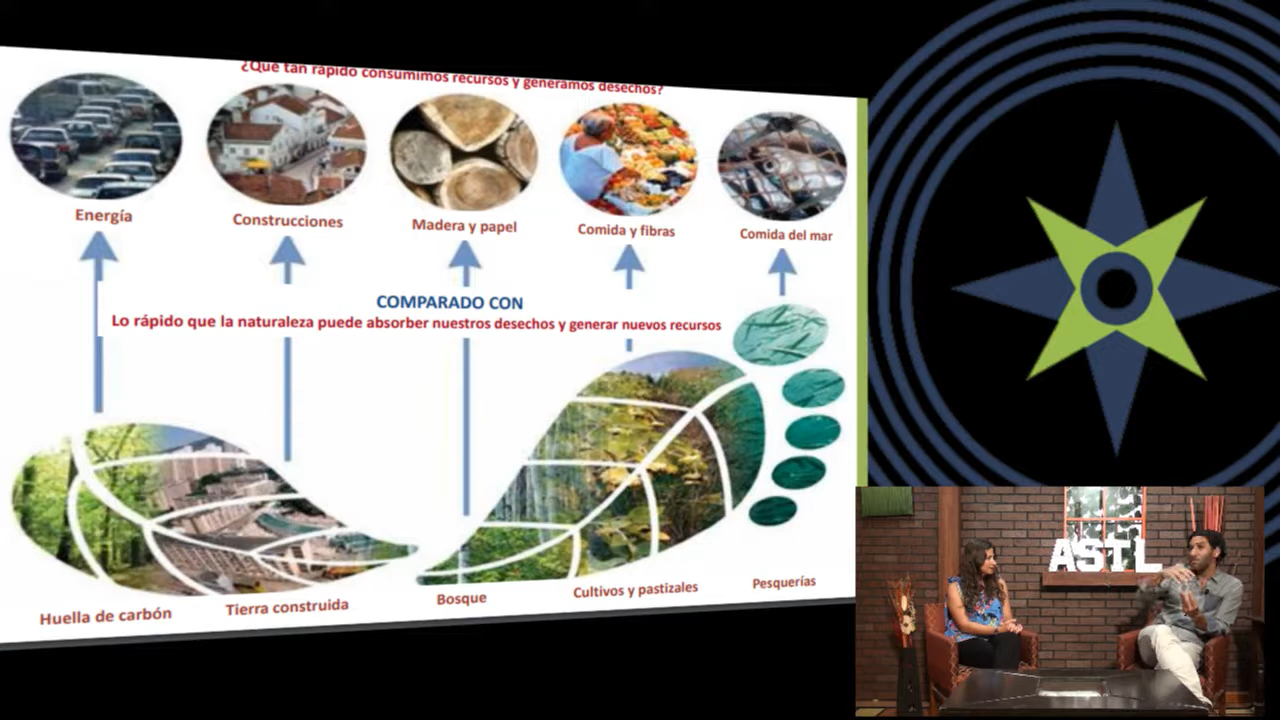 ¿Que tan rápido consumimos recursos y generamos desechos?
Energía
Construcciones
Madera y papel
Comida y fibras
Comida del mar
COMPARADO CON
Lo rápido que la naturaleza puede absorber nuestros desechos y generar nuevos recursos
Huella de carbón
Tierra construida
Bosque
Cultivos y pastizales
Pesquerías
ASTL